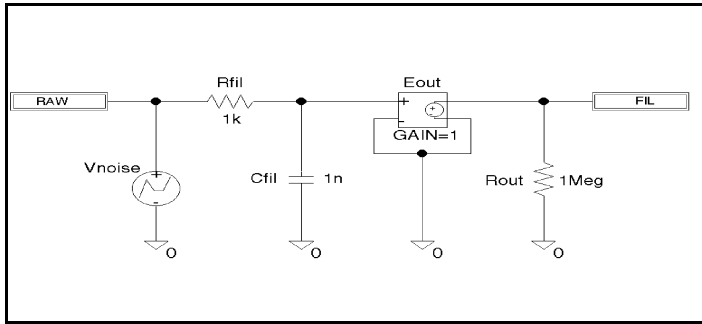 RAW
Rfil
1k
Eout
+
-
+
GAIN=1
FIL
Vnoise
+
-
Cfil
1n
Rout
1Meg
0
0
0
0